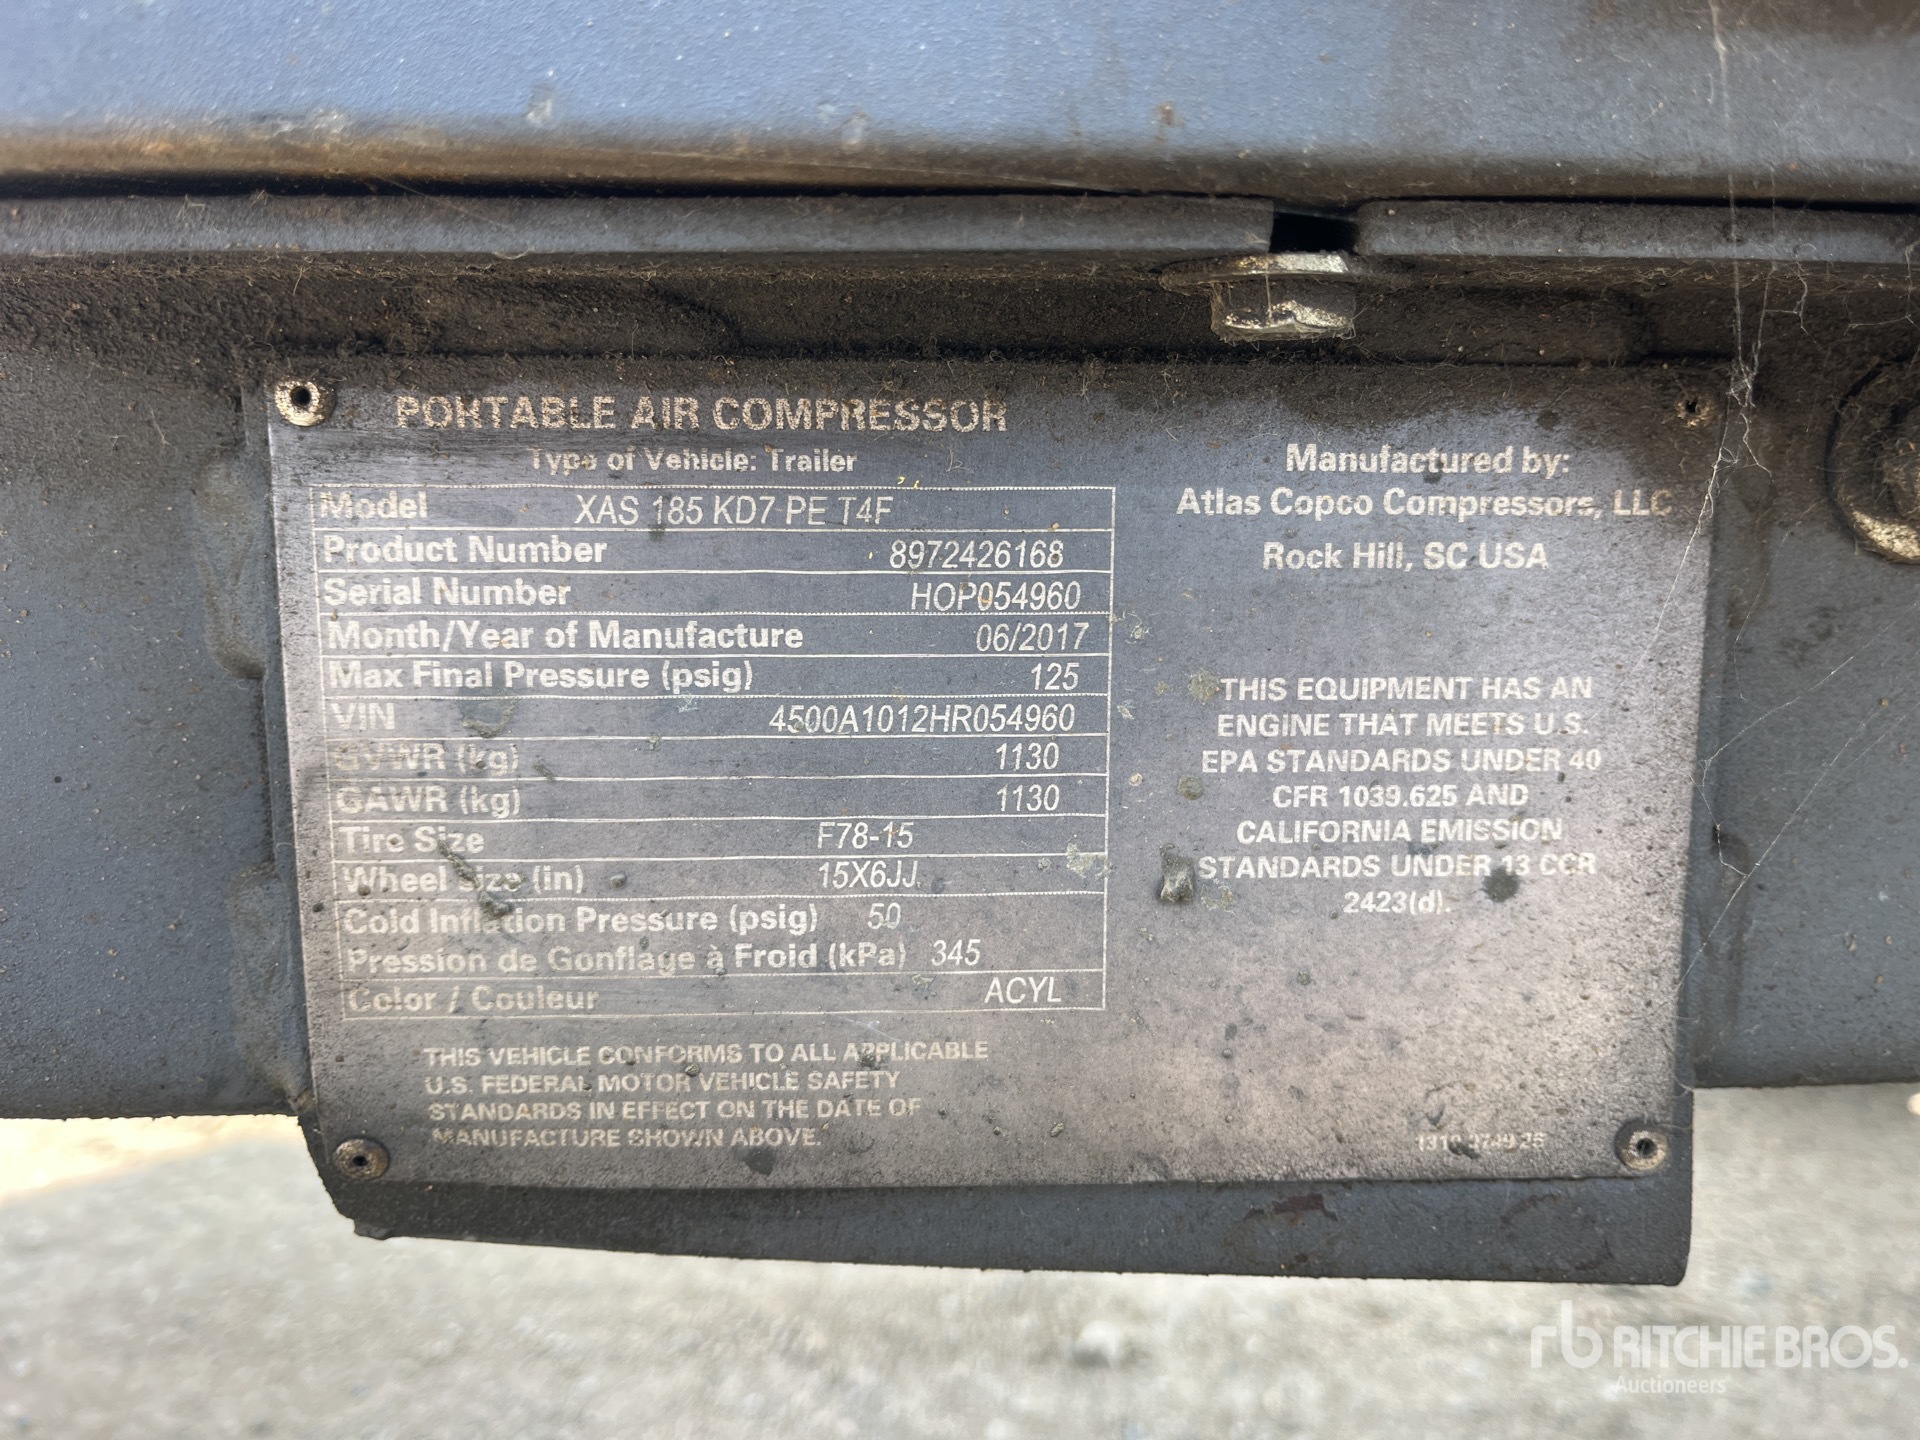 PORTABLE AIR COMPRESSOR
Type of Vehicle: Trailer
Model XAS 185 KD7 PE T4F
Product Number 8972426168
Serial Number HOP054960
Month/Year of Manufacture 06/2017
Max Final Pressure (psig) 125
VIN 4500A1012HR054960
GVWR (kg) 1130
GAWR (kg) 1130
Tire Size F78-15
Wheel size (in) 15X6JJ
Cold Inflation Pressure (psig) 50
Pression de Gonflage à Froid (kPa) 345
Color / Couleur ACYL
THIS VEHICLE CONFORMS TO ALL APPLICABLE
U.S. FEDERAL MOTOR VEHICLE SAFETY
STANDARDS IN EFFECT ON THE DATE OF
MANUFACTURE SHOWN ABOVE.
Manufactured by:
Atlas Copco Compressors, LLC
Rock Hill, SC USA
THIS EQUIPMENT HAS AN
ENGINE THAT MEETS U.S.
EPA STANDARDS UNDER 40
CFR 1039.625 AND
CALIFORNIA EMISSION
STANDARDS UNDER 13 CCR
2423(d).
rb RITCHIE BROS.
Auctioneers